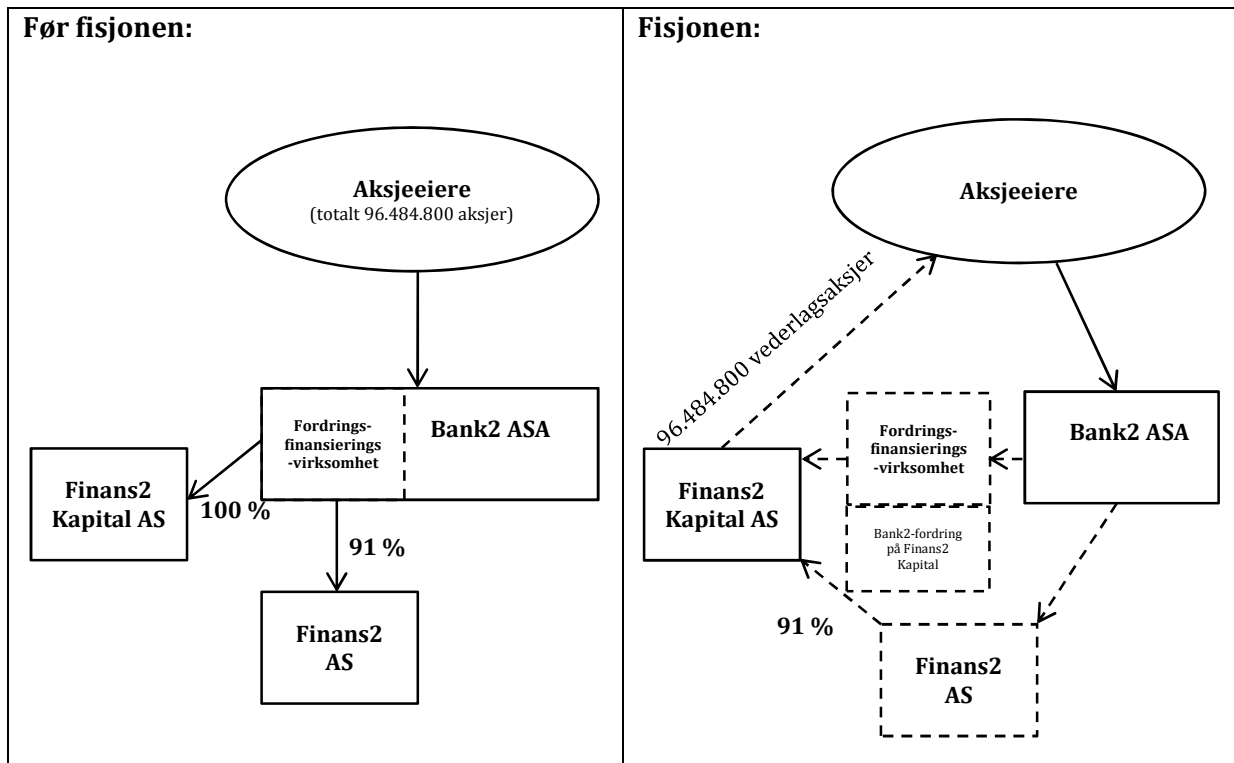 Før fisjonen:
Aksjeeiere
(totalt 96.484.800 aksjer)
Fordrings-
finansierings
-virksomhet
Bank2 ASA
Finans2
Kapital AS
100 %
91 %
Finans2
AS
Fisjonen:
Aksjeeiere
96.484.800 vederlagsaksjer
Fordrings-
finansierings
-virksomhet
Bank2 ASA
Finans2
Kapital AS
Bank2-fordring
på Finans2
Kapital
91 %
Finans2
AS